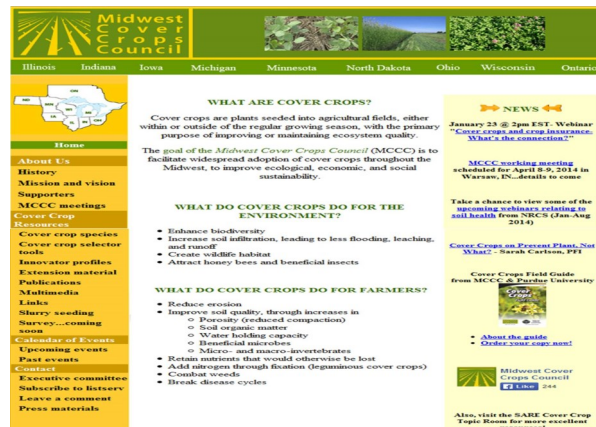 Midwest
Cover
Crops
Council
Illinois Indiana Iowa Michigan Minnesota North Dakota Ohio Wisconsin Ontario
Home
About Us
History
Mission and vision
Supporters
MCCC meetings
Cover Crop
Resources
Cover crop species
Cover crop selector
tools
Innovator profiles
Extension material
Publications
Multimedia
Links
Slurry seeding
Survey...coming
soon
Calendar of Events
Upcoming events
Past events
Contact
Executive committee
Subscribe to listserv
Leave a comment
Press materials
WHAT ARE COVER CROPS?
Cover crops are plants seeded into agricultural fields, either
within or outside of the regular growing season, with the primary
purpose of improving or maintaining ecosystem quality.
The goal of the Midwest Cover Crops Council (MCCC) is to
facilitate widespread adoption of cover crops throughout the
Midwest, to improve ecological, economic, and social
sustainability.
WHAT DO COVER CROPS DO FOR THE
ENVIRONMENT?
Enhance biodiversity
Increase soil infiltration, leading to less flooding, leaching,
and runoff
Create wildlife habitat
Attract honey bees and beneficial insects
WHAT DO COVER CROPS DO FOR FARMERS?
Reduce erosion
Improve soil quality, through increases in
Porosity (reduced compaction)
Soil organic matter
Water holding capacity
Beneficial microbes
Micro- and macro-invertebrates
Retain nutrients that would otherwise be lost
Add nitrogen through fixation (leguminous cover crops)
Combat weeds
Break disease cycles
NEWS
January 23 @ 2pm EST- Webinar
"Cover crops and crop insurance-
What's the connection?"
MCCC working meeting
scheduled for April 8-9, 2014 in
Warsaw, IN...details to come
Take a chance to view some of the
upcoming webinars relating to
soil health from NRCS (Jan-Aug
2014)
Cover Crops on Prevent Plant, Not
What? - Sarah Carlson, PFI
Cover Crops Field Guide
from MCCC & Purdue University
Cover
Crops
About the guide
Order your copy now!
Midwest Cover
Crops Council
Like 244
Also, visit the SARE Cover Crop
Topic Room for more excellent